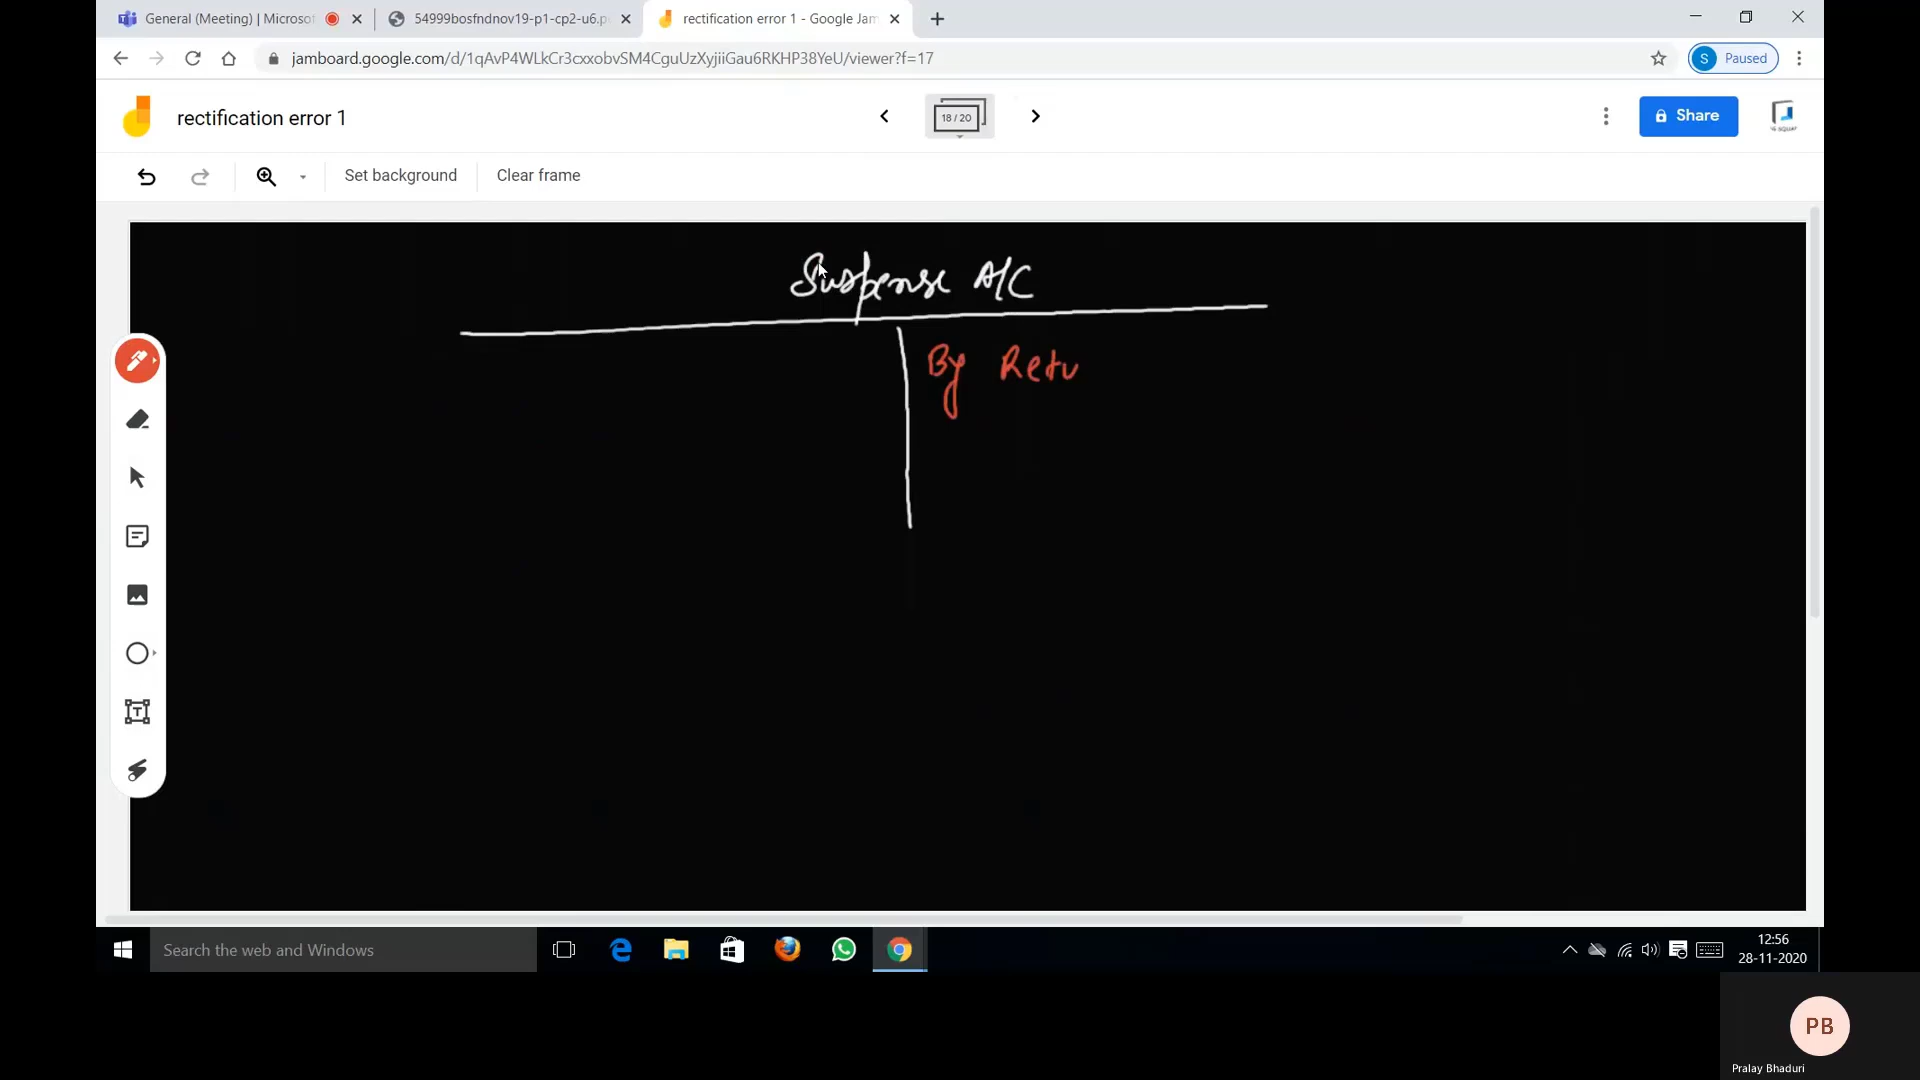 General (Meeting) | Microsof
54999bosfndnov19-p1-cp2-u6.p
rectification error 1 - Google Jam
jamboard.google.com/d/1qAvP4WLkCr3cxxobvSM4CguUzXyjiiGau6RKHP38YeU/viewer?f=17
S Paused
rectification error 1
18 / 20
Share
Set background
Clear frame
Suspense A/C
By Retu
Search the web and Windows
12:56
28-11-2020
PB
Pralay Bhaduri